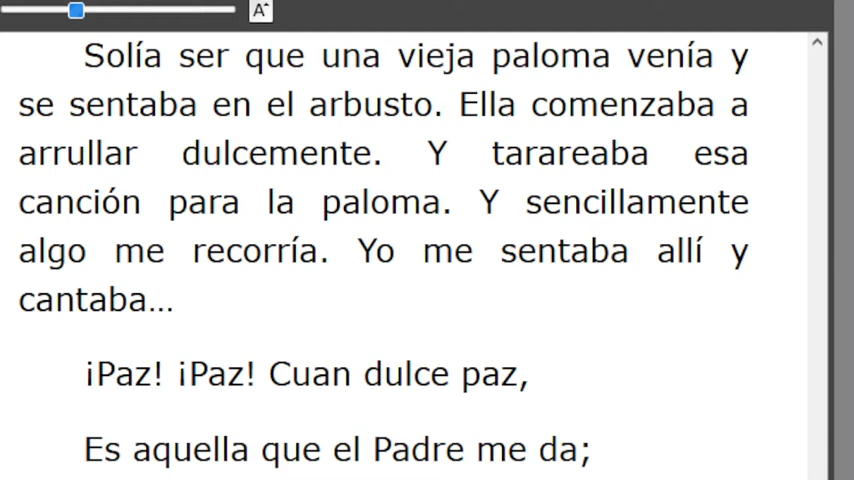 A
Solía ser que una vieja paloma venía y
se sentaba en el arbusto. Ella comenzaba a
arrullar dulcemente. Y tarareaba esa
canción para la paloma. Y sencillamente
algo me recorría. Yo me sentaba allí y
cantaba...
¡Paz! ¡Paz! Cuan dulce paz,
Es aquella que el Padre me da;